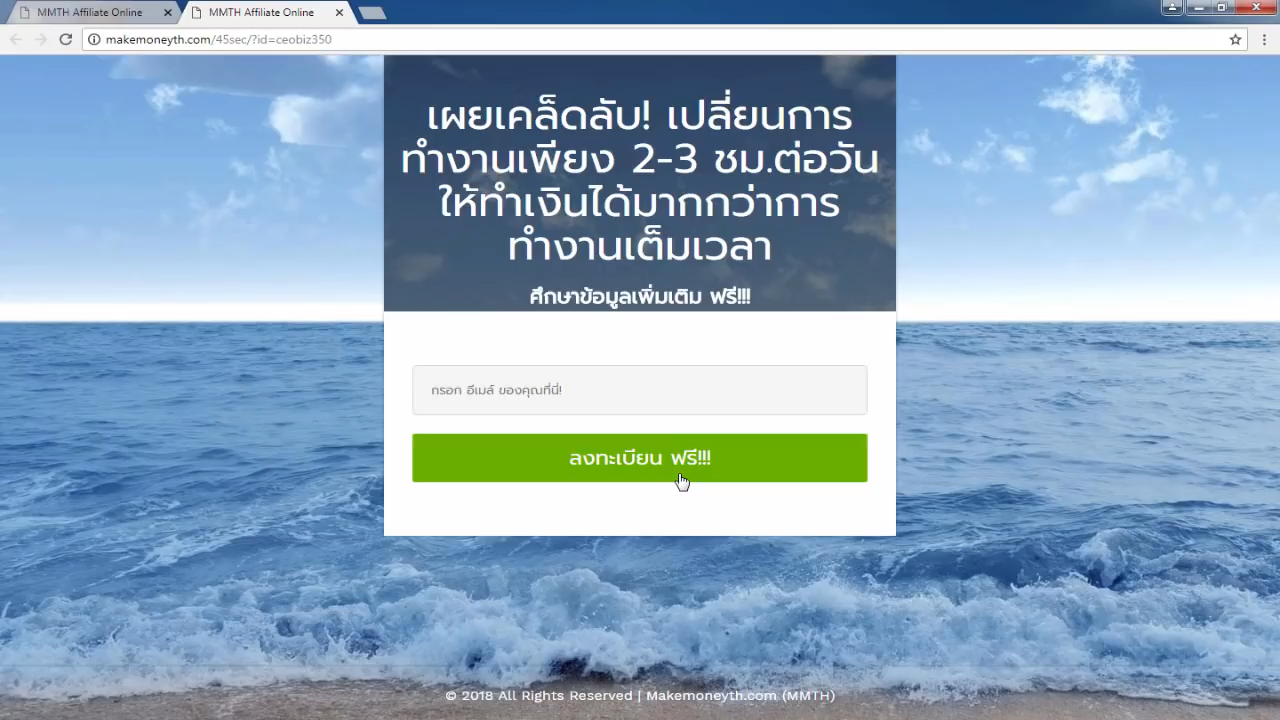 MMTH Affiliate Online
MMTH Affiliate Online
makemoneyth.com/45sec/?id=ceobiz350
เผยเคล็ดลับ! เปลี่ยนการ
ทำงานเพียง 2-3 ชม.ต่อวัน
ให้ทำเงินได้มากกว่าการ
ทำงานเต็มเวลา
ศึกษาข้อมูลเพิ่มเติม ฟรี!!!
กรอก อีเมล์ ของคุณที่นี่!
ลงทะเบียน ฟรี!!!
© 2018 All Rights Reserved | Makemoneyth.com (MMTH)